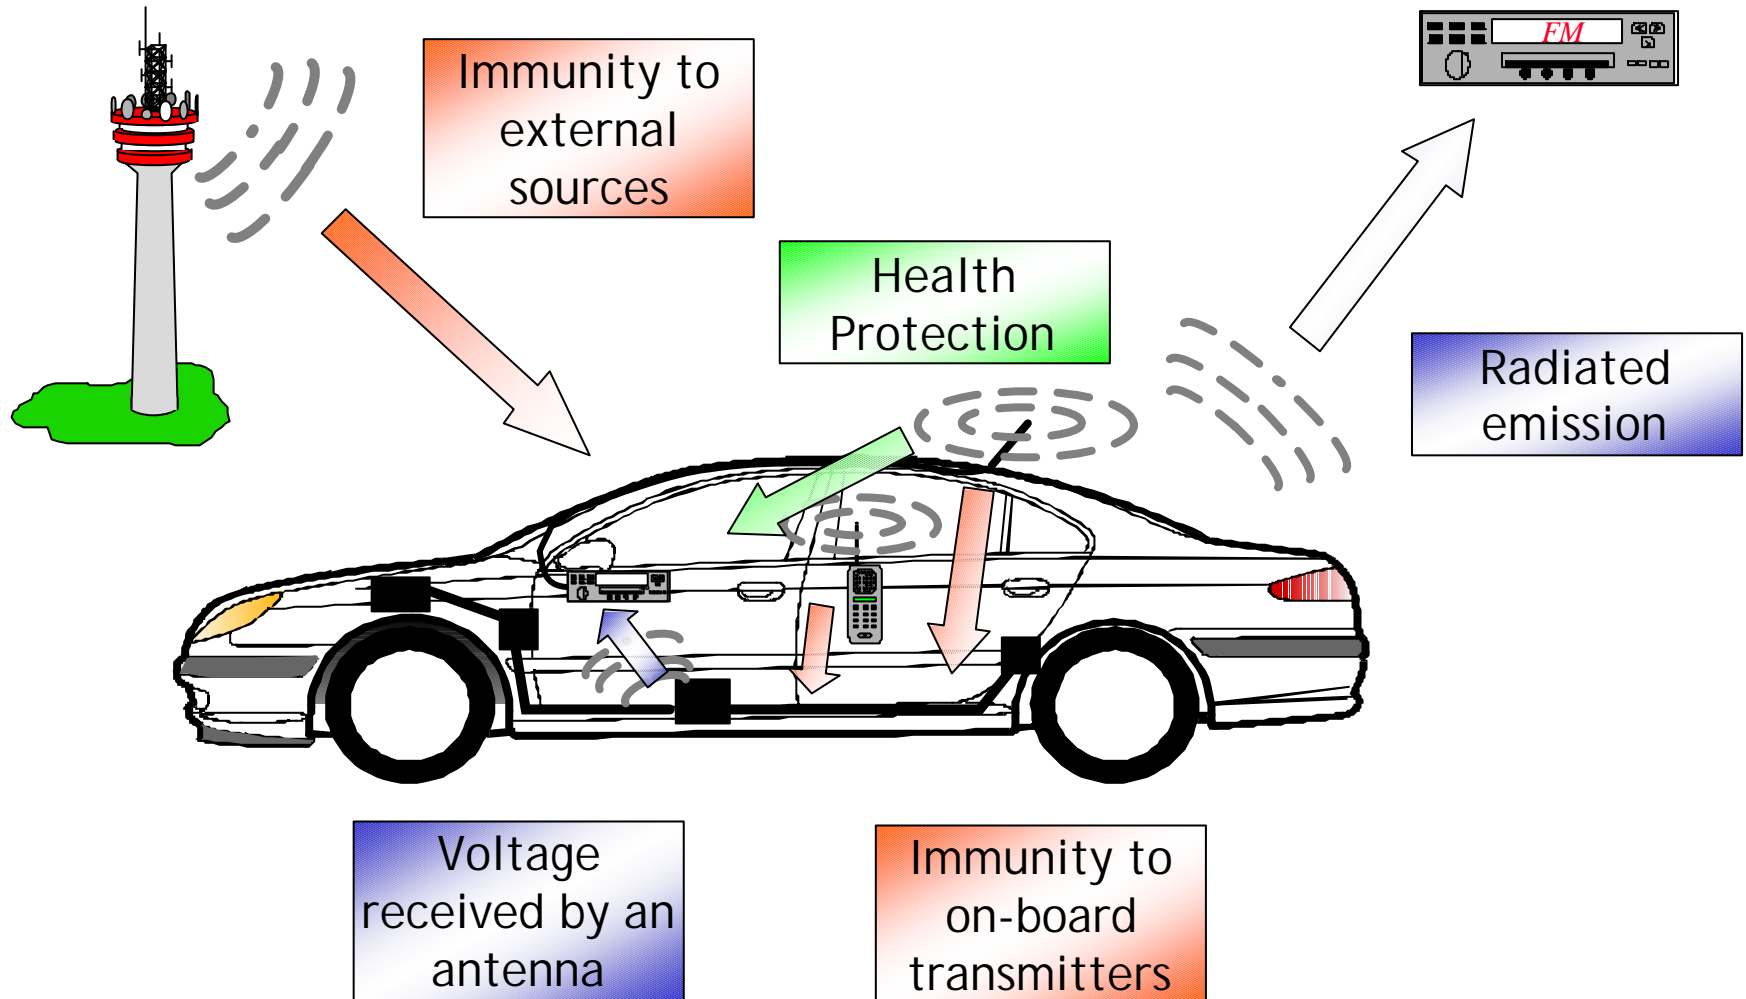 FM
Immunity to
external
sources
Health
Protection
Radiated
emission
Voltage
received by an
antenna
Immunity to
on-board
transmitters